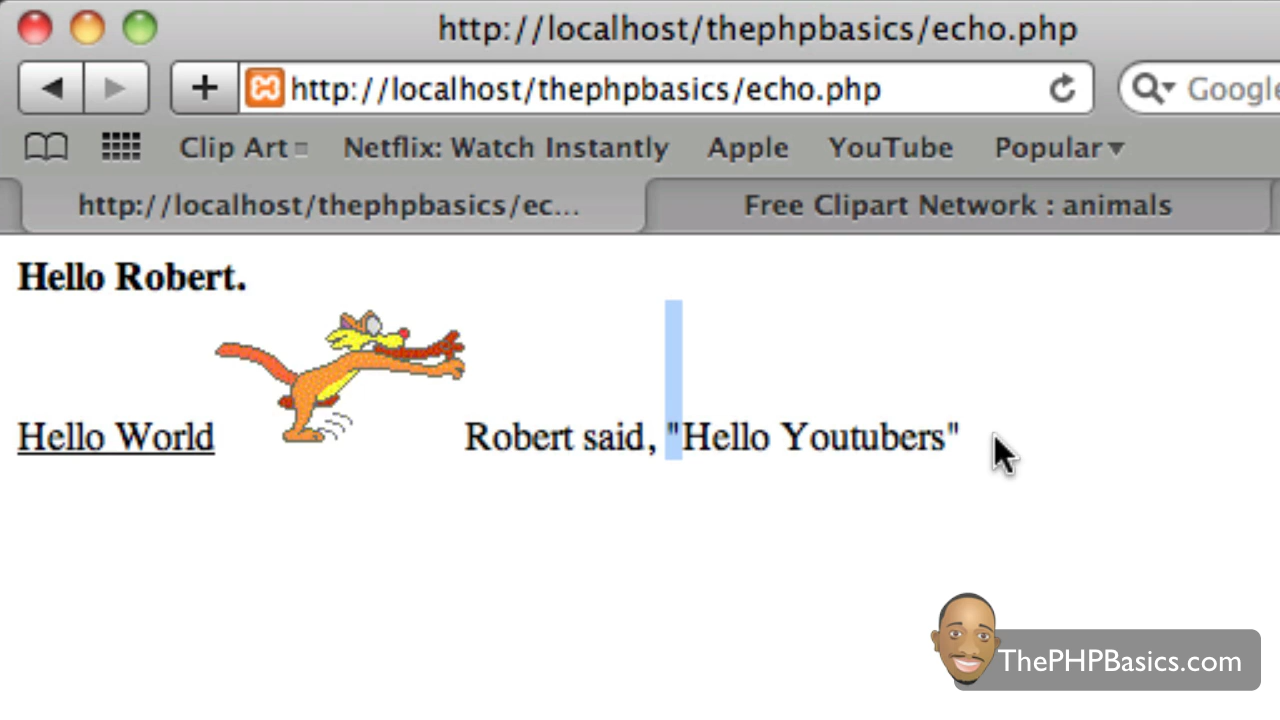 http://localhost/thephpbasics/echo.php
http://localhost/thephpbasics/echo.php Google
Clip Art Netflix: Watch Instantly Apple YouTube Popular
http://localhost/thephpbasics/ec... Free Clipart Network : animals
Hello Robert.
Hello World Robert said, "Hello Youtubers"
ThePHPBasics.com